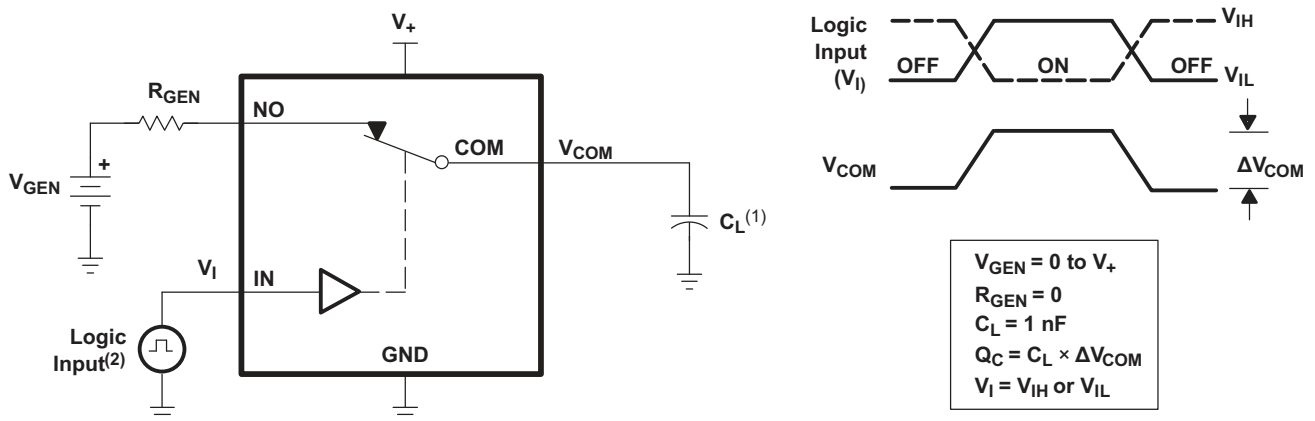 V+
RGEN
NO
COM
VCOM
VGEN
+
CL(1)
VI
IN
Logic
Input(2)
GND
Logic
Input
(VI)
OFF
ON
OFF
VIH
VIL
VCOM
ΔVCOM
VGEN = 0 to V+
RGEN = 0
CL = 1 nF
QC = CL × ΔVCOM
VI = VIH or VIL